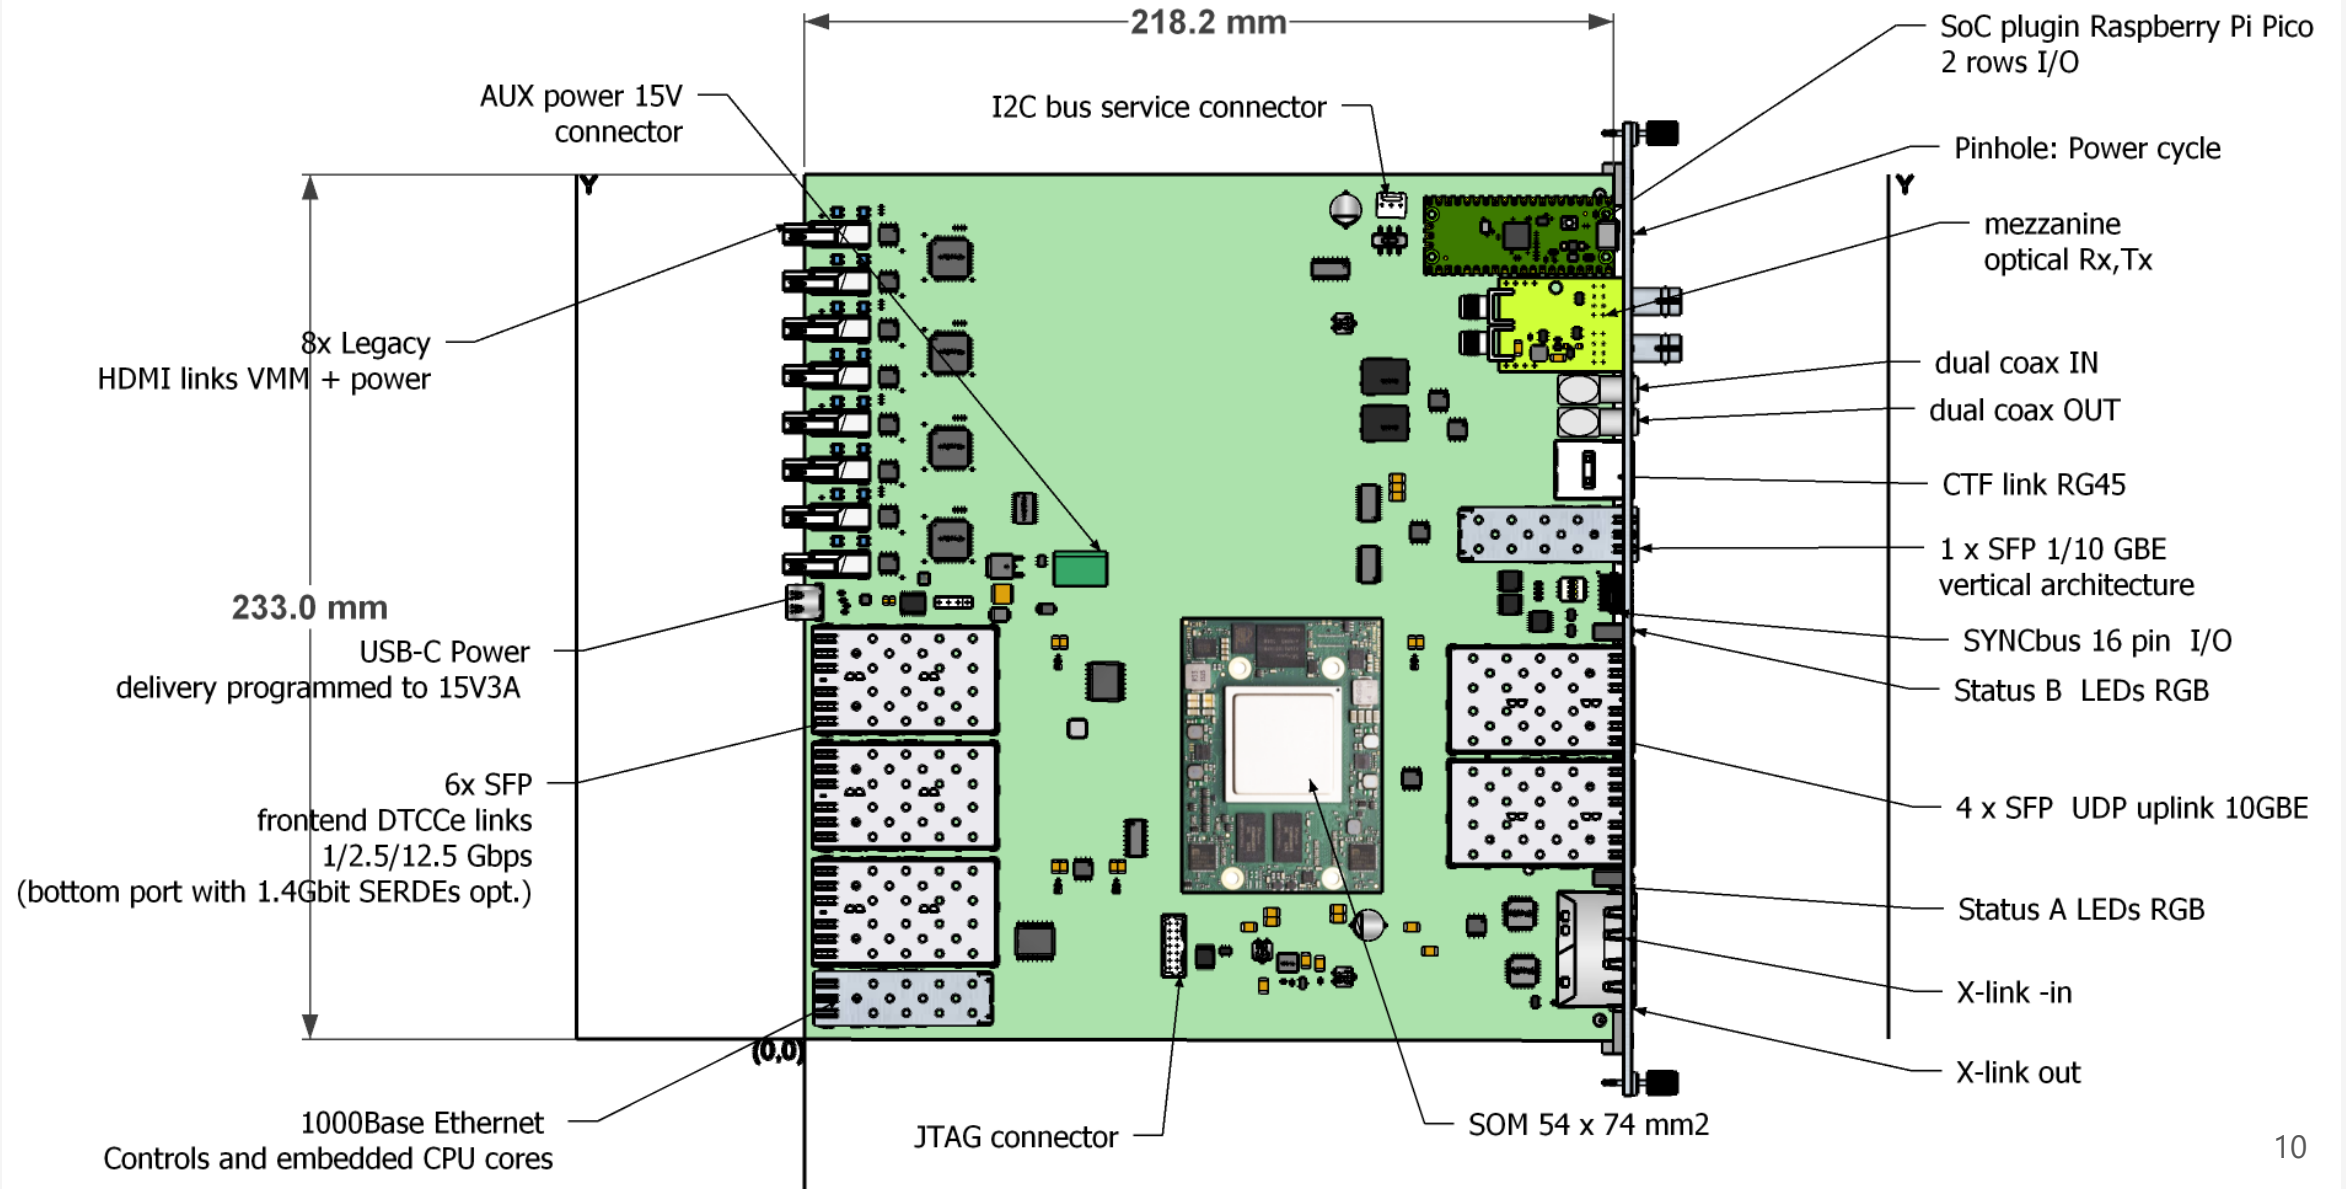 218.2 mm
SoC plugin Raspberry Pi Pico
2 rows I/O
AUX power 15V
connector
I2C bus service connector
Pinhole: Power cycle
Y
Y
mezzanine
optical Rx,Tx
8x Legacy
HDMI links VMM + power
dual coax IN
dual coax OUT
CTF link RG45
1 x SFP 1/10 GBE
vertical architecture
233.0 mm
USB-C Power
delivery programmed to 15V3A
SYNCbus 16 pin I/O
Status B LEDs RGB
6x SFP
frontend DTCCe links
1/2.5/12.5 Gbps
(bottom port with 1.4Gbit SERDEs opt.)
4 x SFP UDP uplink 10GBE
Status A LEDs RGB
X-link -in
(0,0)
X-link out
1000Base Ethernet
Controls and embedded CPU cores
JTAG connector
SOM 54 x 74 mm2
10